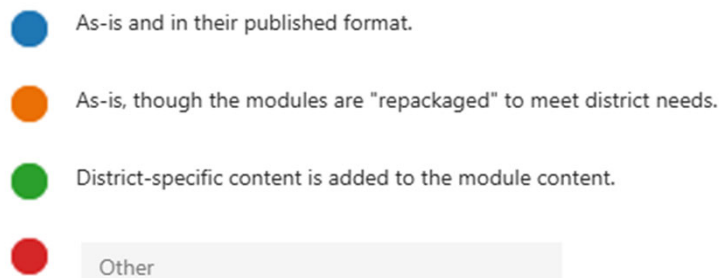 As-is and in their published format.
As-is, though the modules are "repackaged" to meet district needs.
District-specific content is added to the module content.
Other